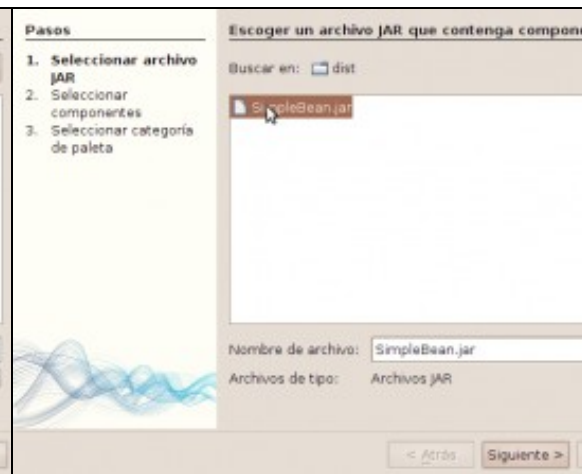 Pasos
1. Seleccionar archivo
JAR
2. Seleccionar
componentes
3. Seleccionar categoría
de paleta
Escoger un archivo JAR que contenga compone
Buscar en: dist
SimpleBean.jar
Nombre de archivo: SimpleBean.jar
Archivos de tipo: Archivos JAR
< Atrás Siguiente >